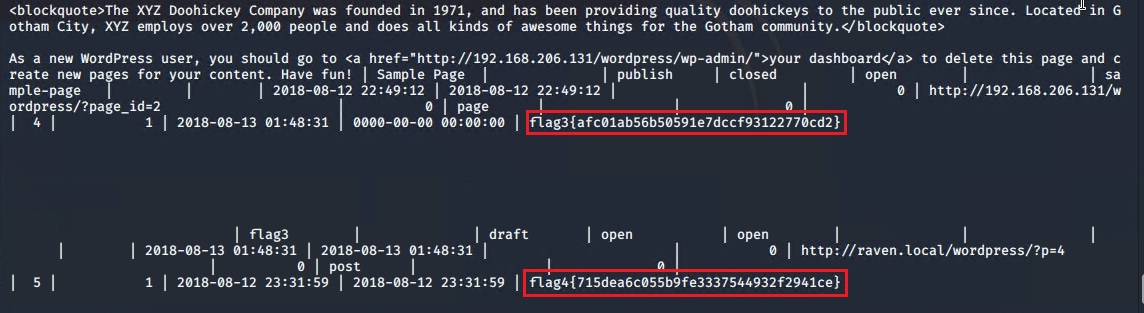 <blockquote>The XYZ Doohickey Company was founded in 1971, and has been providing quality doohickeys to the public ever since. Located in G
otham City, XYZ employs over 2,000 people and does all kinds of awesome things for the Gotham community.</blockquote>
As a new WordPress user, you should go to <a href="http://192.168.206.131/wordpress/wp-admin/">your dashboard</a> to delete this page and c
reate new pages for your content. Have fun! | Sample Page | | publish | closed | open | | sa
mple-page | | | 2018-08-12 22:49:12 | 2018-08-12 22:49:12 | | 0 | http://192.168.206.131/w
ordpress/?page_id=2 | 0 | page | | 0 |
| 4 | 1 | 2018-08-13 01:48:31 | 0000-00-00 00:00:00 | flag3{afc01ab56b50591e7dccf93122770cd2}
| flag3 | | draft | open | open | | |
| | 2018-08-13 01:48:31 | 2018-08-13 01:48:31 | | 0 | http://raven.local/wordpress/?p=4
| 0 | post | | 0 |
| 5 | 1 | 2018-08-12 23:31:59 | 2018-08-12 23:31:59 | flag4{715dea6c055b9fe3337544932f2941ce}